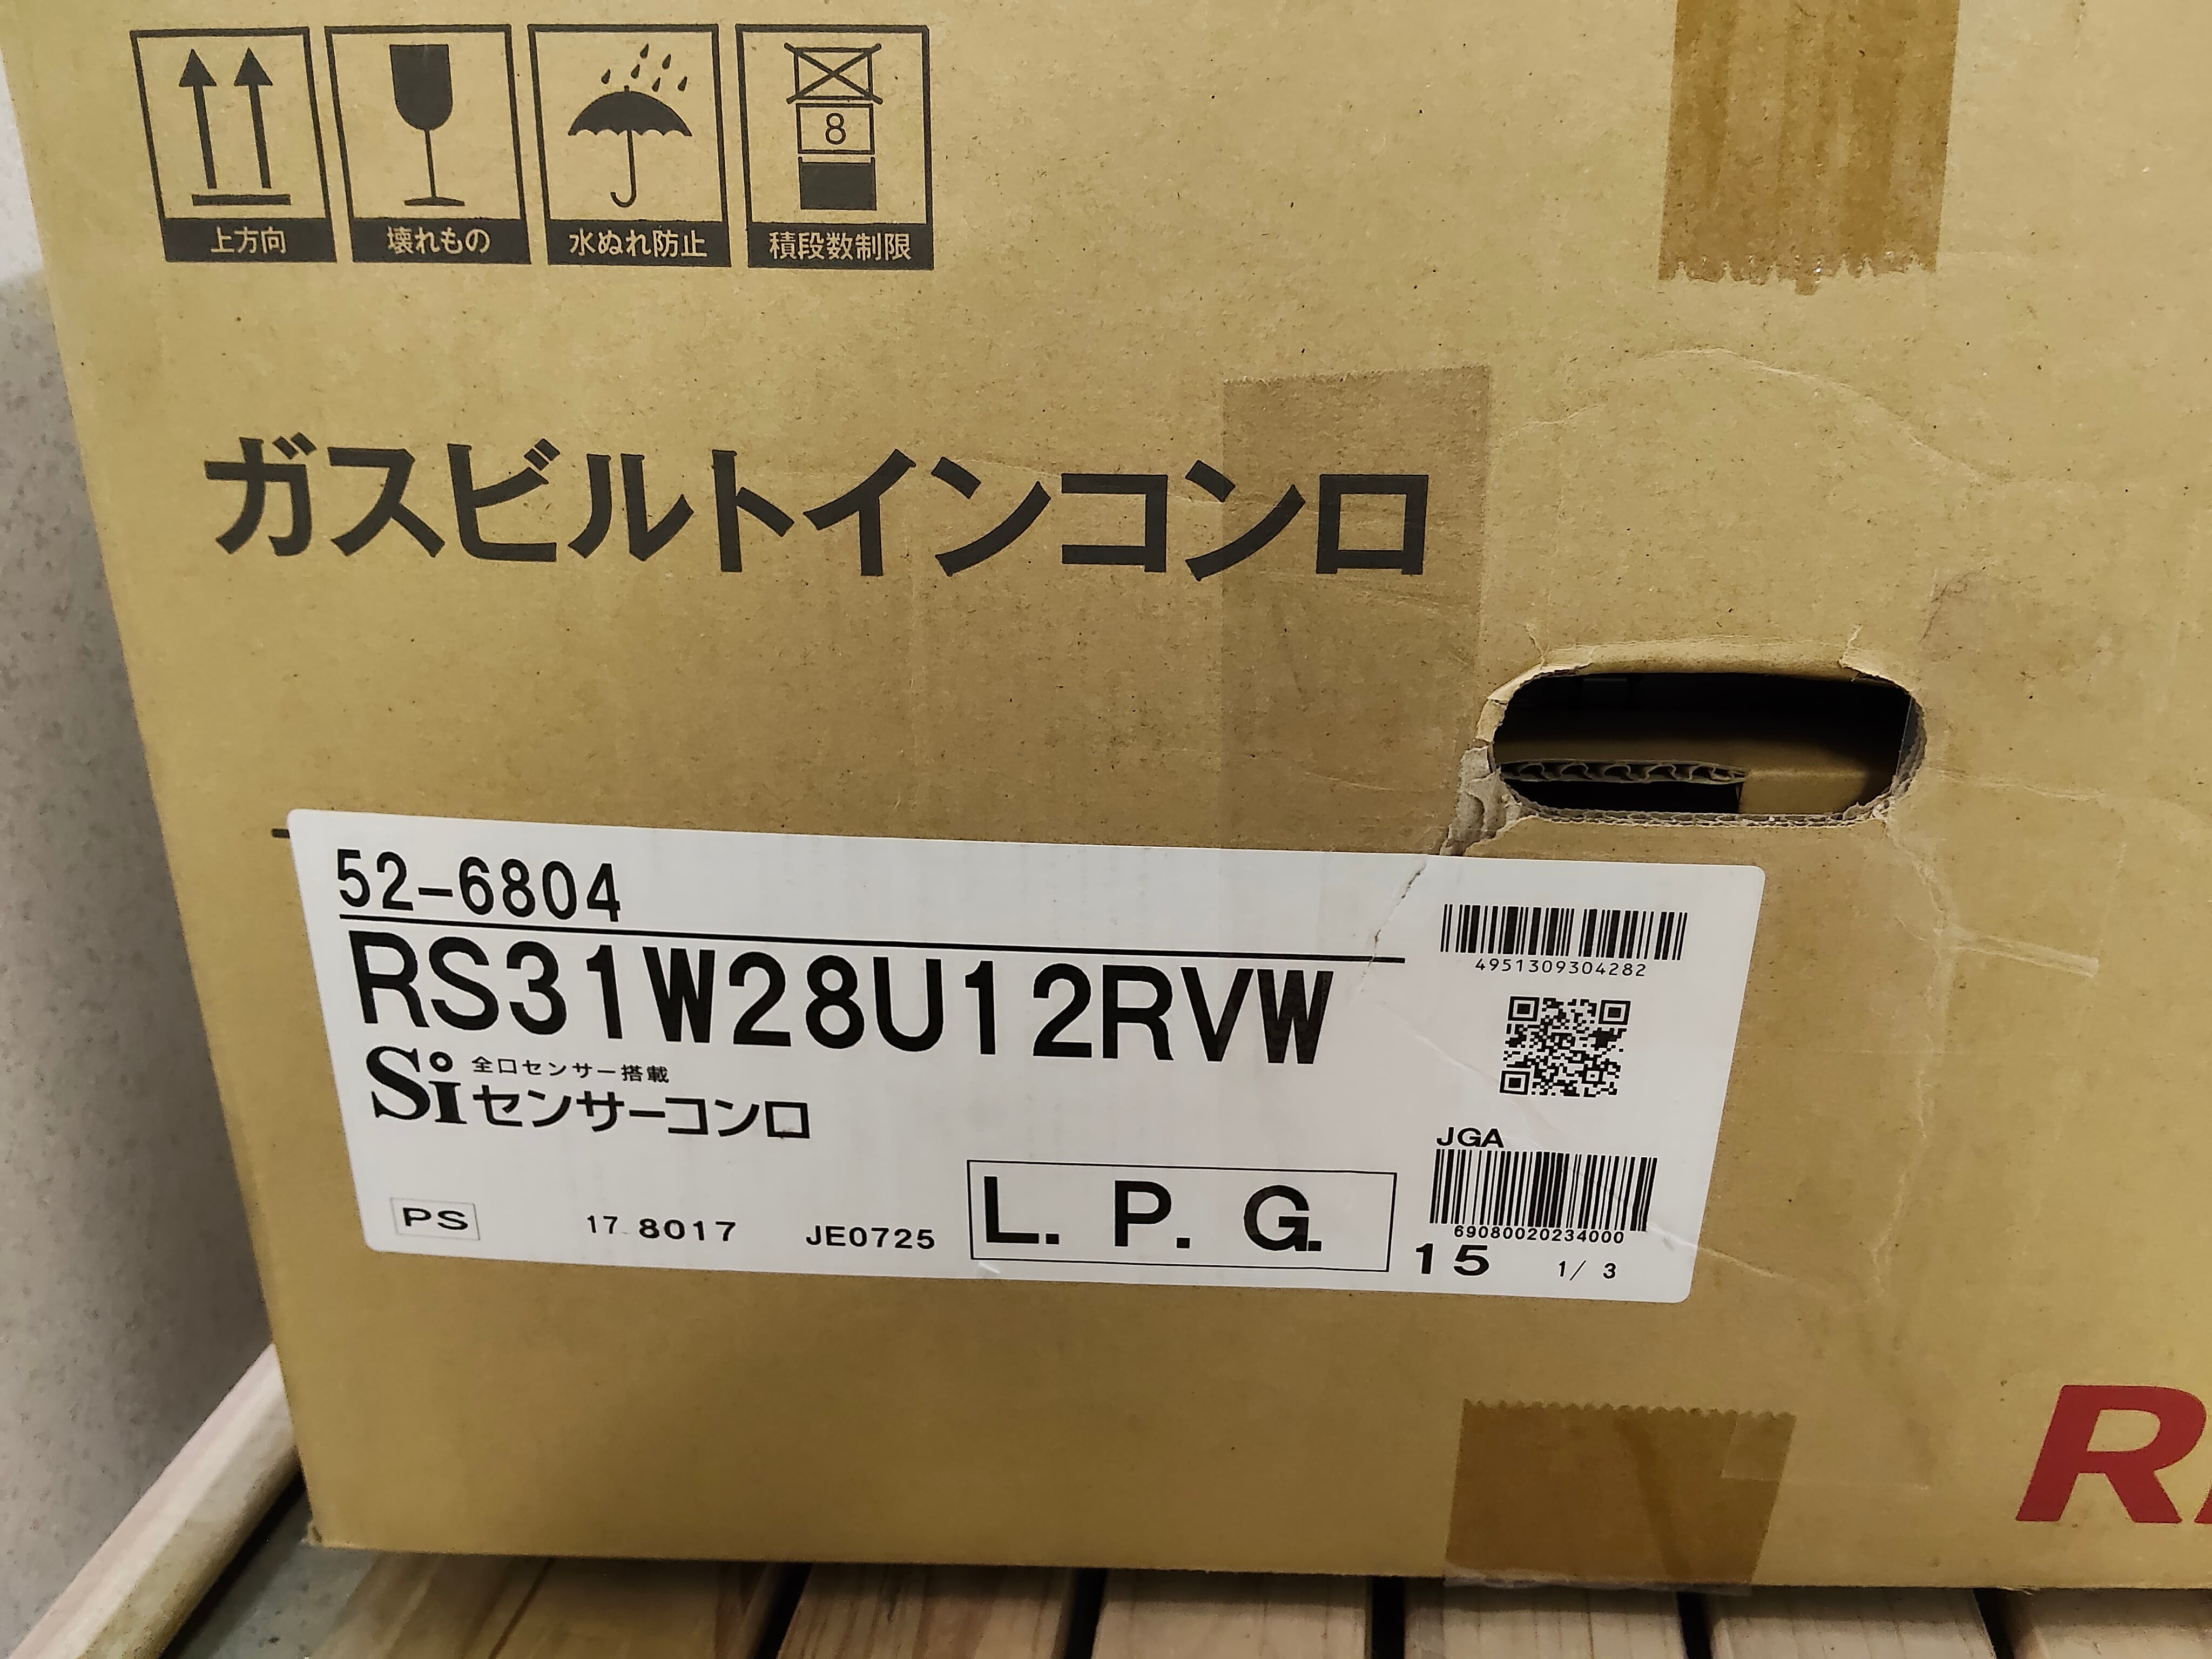 8
上方向 壊れもの 水ぬれ防止 積段数制限
ガスビルトインコンロ
52-6804
RS31W28U12RVW
4951309304282
Si 全口センサー搭載
センサーコンロ
JGA
PS 17.8017 JE0725 L.P.G.
69080020234000
15 1/3
R